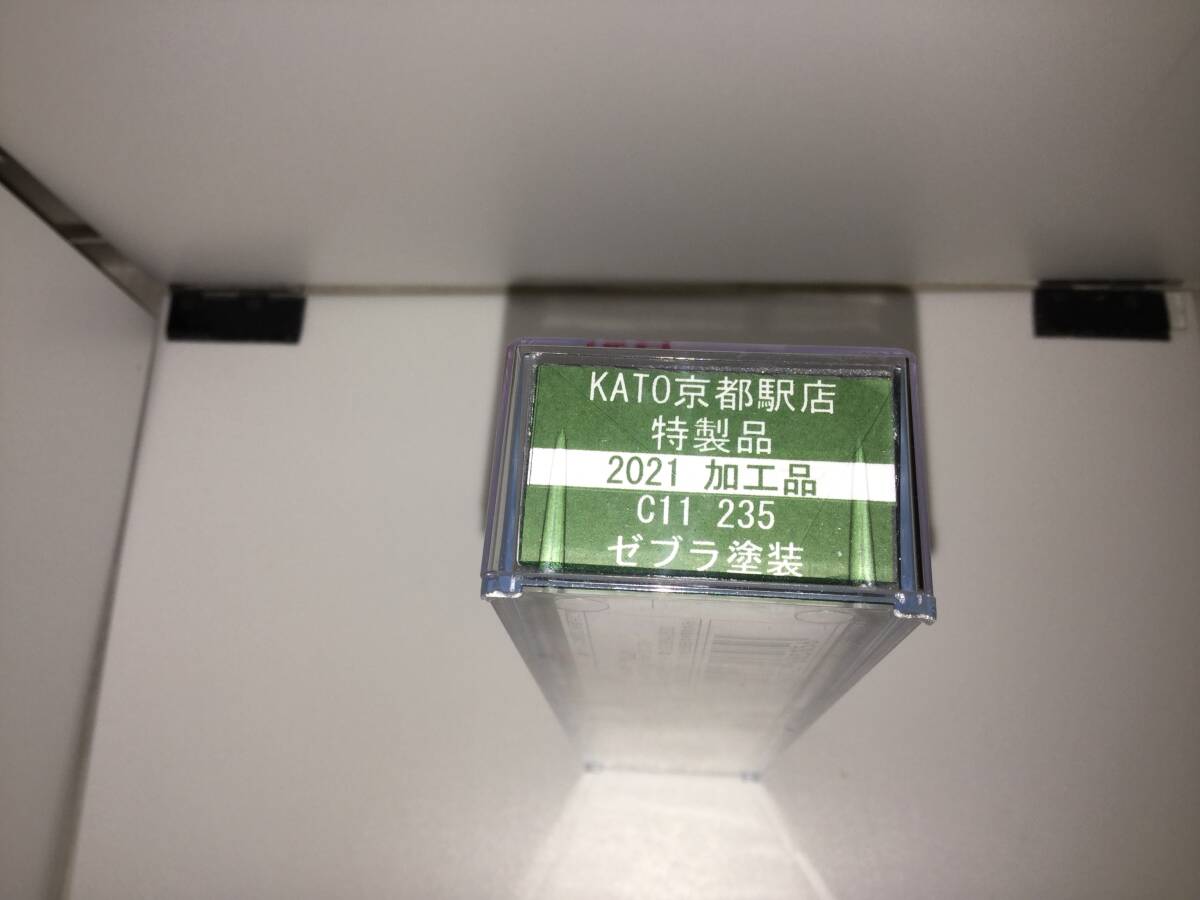 KATO京都駅店
特製品
2021 加工品
C11 235
ゼブラ塗装